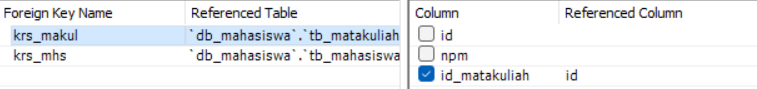 Foreign Key Name Referenced Table Column Referenced Column
krs_makul `db_mahasiswa`.`tb_matakuliah id
krs_mhs `db_mahasiswa`.`tb_mahasiswa npm
id_matakuliah id